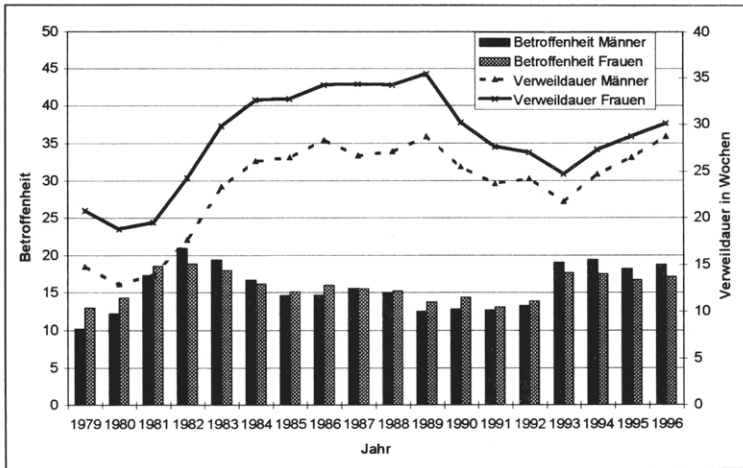 50
45
40
35
30
25
20
15
10
5
0
Betroffenheit
Betroffenheit Männer
Betroffenheit Frauen
Verweildauer Männer
Verweildauer Frauen
40
35
30
25
20
15
10
5
0
Verweildauer in Wochen
1979 1980 1981 1982 1983 1984 1985 1986 1987 1988 1989 1990 1991 1992 1993 1994 1995 1996
Jahr